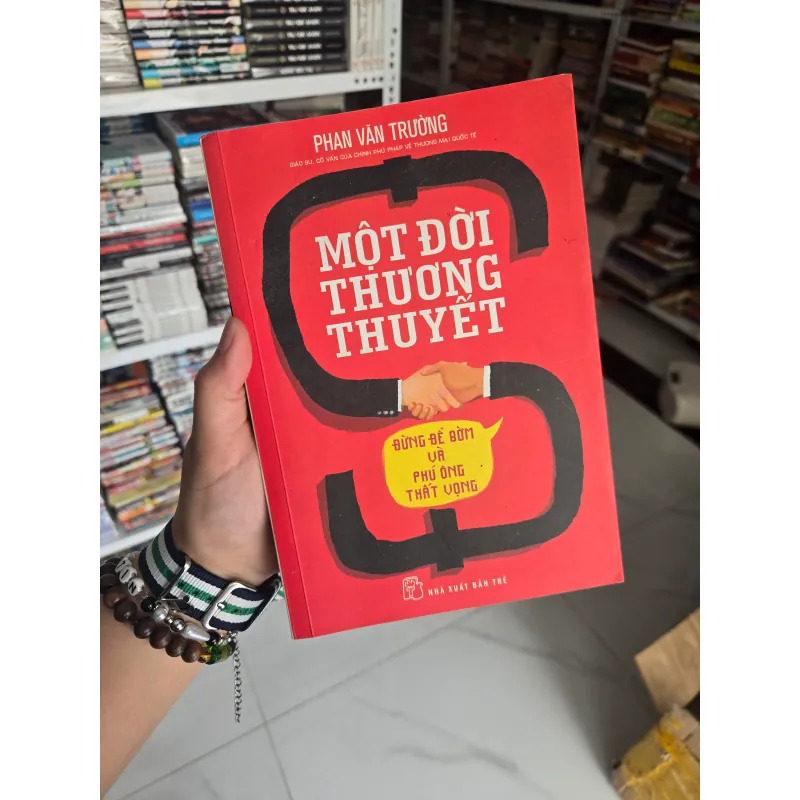 PHAN VĂN TRƯỜNG
GIÁO SƯ, CỐ VẤN CỦA CHÍNH PHỦ PHÁP VỀ THƯƠNG MẠI QUỐC TẾ
MỘT ĐỜI
THƯƠNG
THUYẾT
ĐỪNG ĐỂ BỜM
VÀ
PHÚ ÔNG
THẤT VỌNG
NHÀ XUẤT BẢN TRẺ